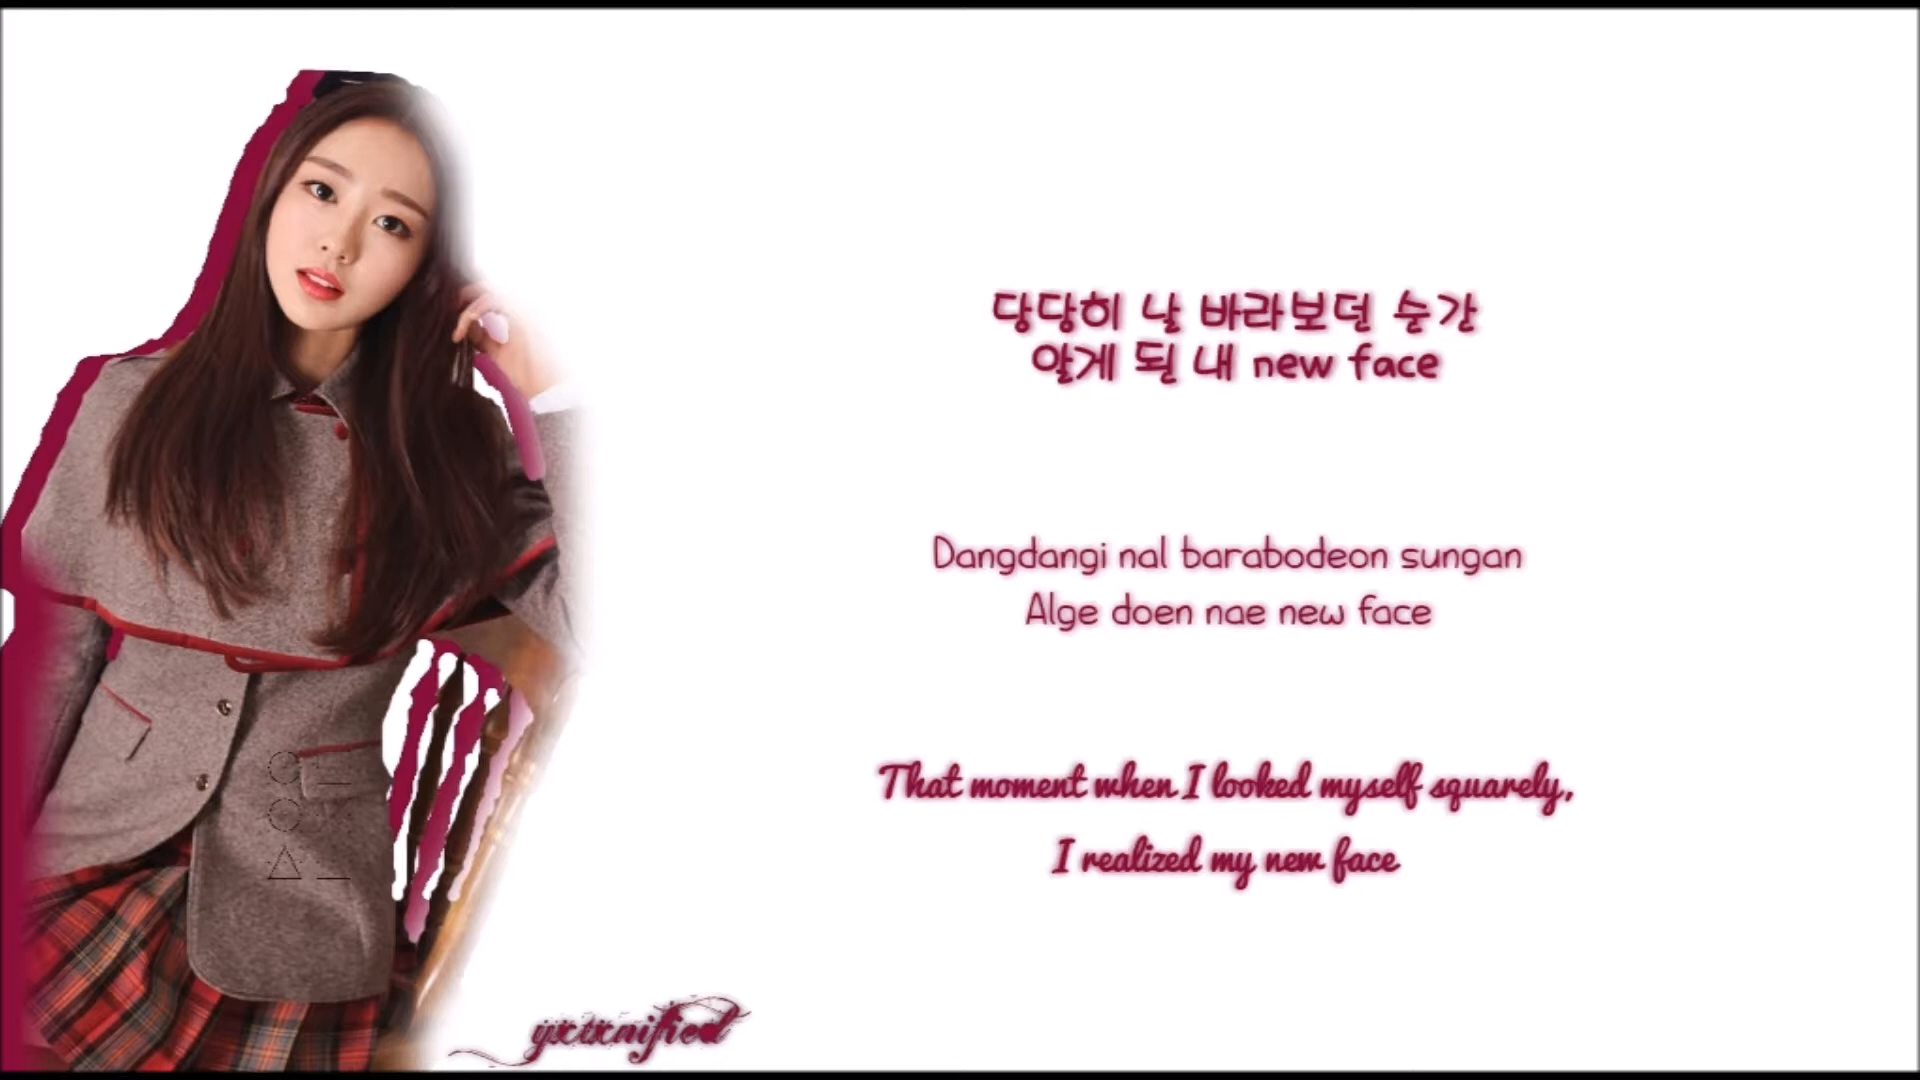 당당히 날 바라보던 순간
알게 된 내 new face
Dangdangi nal barabodeon sungan
Alge doen nae new face
That moment when I looked myself squarely,
I realized my new face